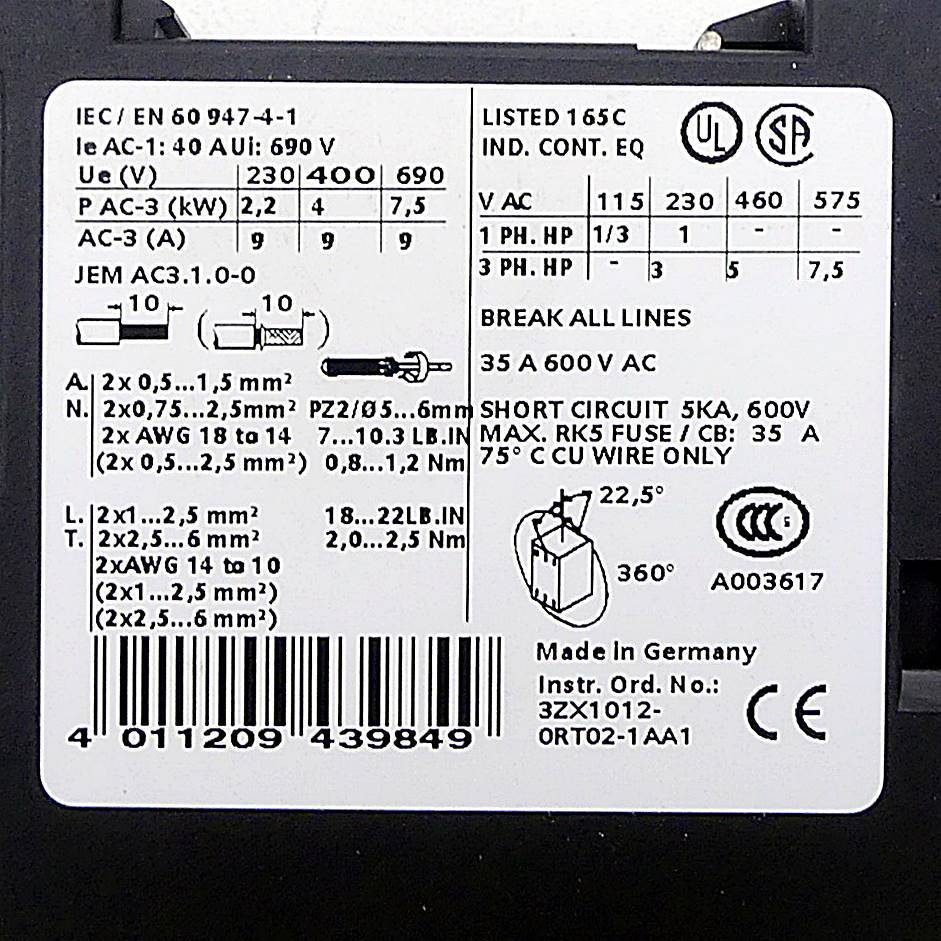 IEC / EN 60 947-4-1
Ie AC-1: 40 A Ui: 690 V
Ue (V) 230 400 690
P AC-3 (kW) 2,2 4 7,5
AC-3 (A) 9 9 9
JEM AC3.1.0-0
10 ( 10 )
A. 2x 0,5...1,5 mm²
N. 2x0,75...2,5mm² PZ2/Ø5...6mm
2x AWG 18 to 14 7...10.3 LB.IN
(2x 0,5...2,5 mm²) 0,8...1,2 Nm
L. 2x1...2,5 mm² 18...22LB.IN
T. 2x2,5...6 mm² 2,0...2,5 Nm
2xAWG 14 to 10
(2x1...2,5 mm²)
(2x2,5...6 mm²)
4 011209 439849
LISTED 165C UL SA
IND. CONT. EQ
V AC 115 230 460 575
1 PH. HP 1/3 1 - -
3 PH. HP - 3 5 7,5
BREAK ALL LINES
35 A 600 V AC
SHORT CIRCUIT 5KA, 600V
MAX. RK5 FUSE / CB: 35 A
75° C CU WIRE ONLY
22,5°
360°
CCC
A003617
Made in Germany
Instr. Ord. No.:
3ZX1012-
0RT02-1AA1
CE